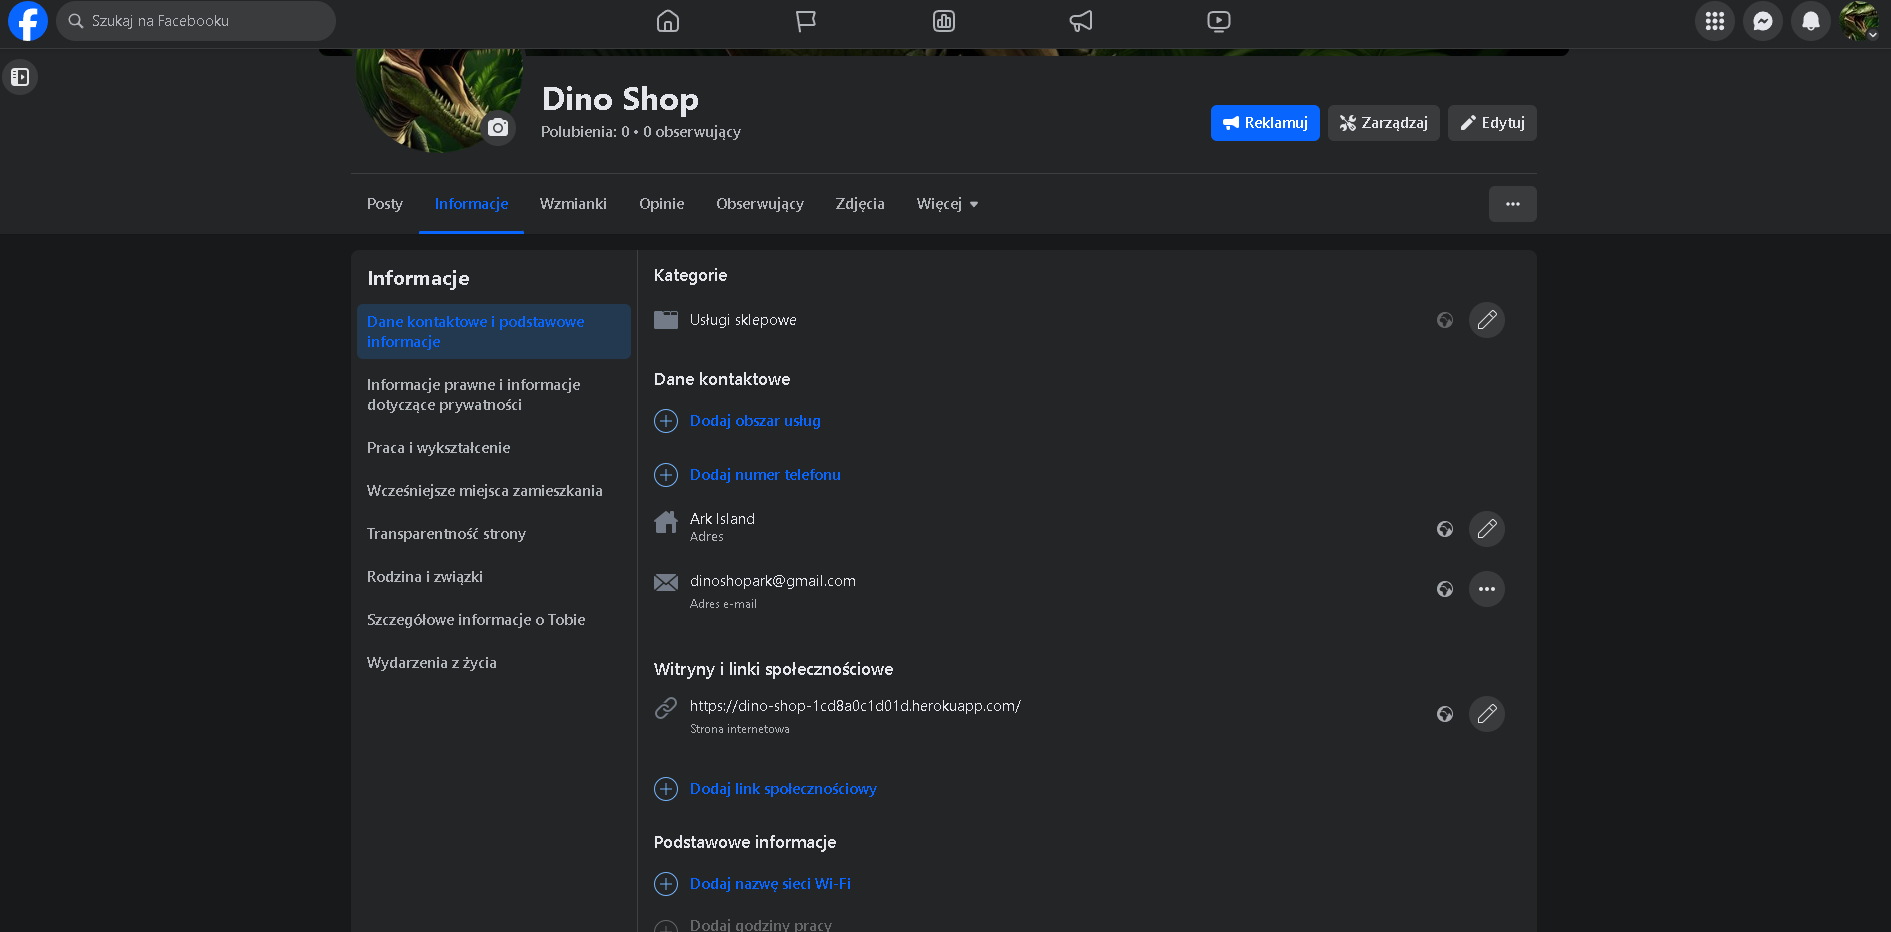 Szukaj na Facebooku
Dino Shop
Polubienia: 0 • 0 obserwujący
Reklamuj
Zarządzaj
Edytuj
Posty
Informacje
Wzmianki
Opinie
Obserwujący
Zdjęcia
Więcej
Informacje
Dane kontaktowe i podstawowe
informacje
Informacje prawne i informacje
dotyczące prywatności
Praca i wykształcenie
Wcześniejsze miejsca zamieszkania
Transparentność strony
Rodzina i związki
Szczegółowe informacje o Tobie
Wydarzenia z życia
Kategorie
Usługi sklepowe
Dane kontaktowe
Dodaj obszar usług
Dodaj numer telefonu
Ark Island
Adres
dinoshopark@gmail.com
Adres e-mail
Witryny i linki społecznościowe
https://dino-shop-1cd8a0c1d01d.herokuapp.com/
Strona internetowa
Dodaj link społecznościowy
Podstawowe informacje
Dodaj nazwę sieci Wi-Fi
Dodaj godziny pracy